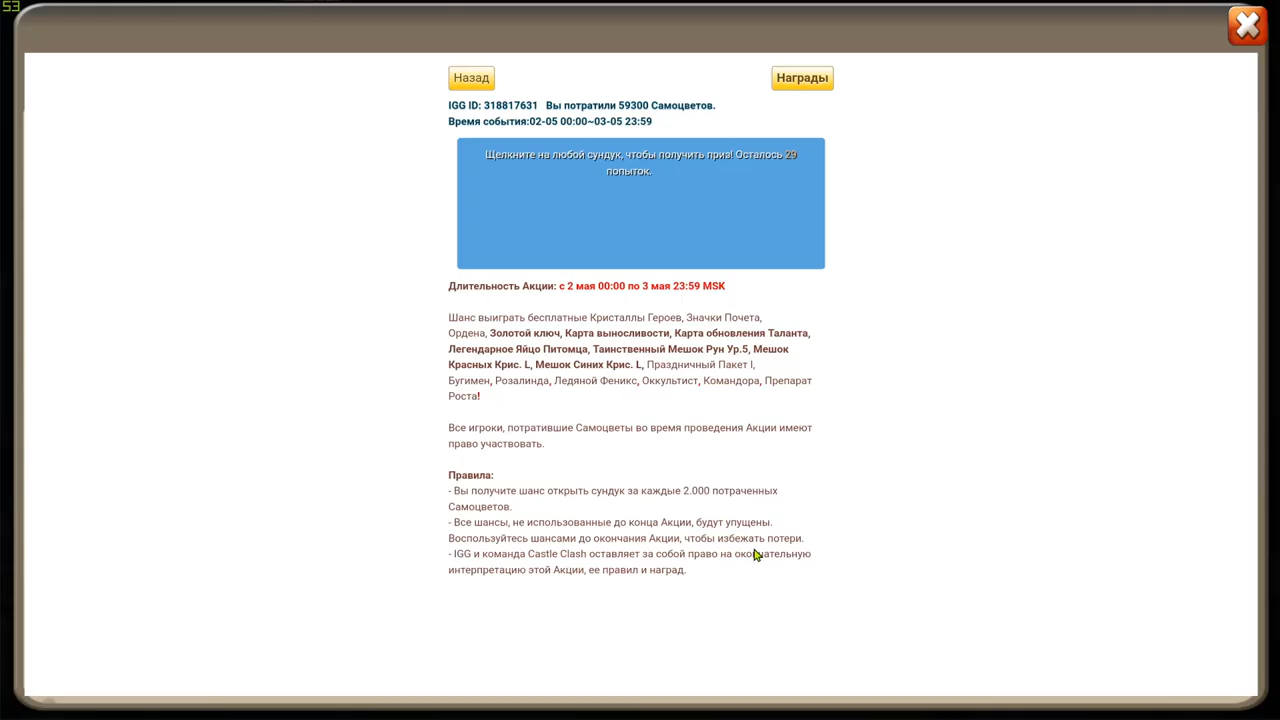 53
Назад
Награды
IGG ID: 318817631 Вы потратили 59300 Самоцветов.
Время события:02-05 00:00~03-05 23:59
Щелкните на любой сундук, чтобы получить приз! Осталось 29
попыток.
Длительность Акции: с 2 мая 00:00 по 3 мая 23:59 MSK
Шанс выиграть бесплатные Кристаллы Героев, Значки Почета,
Ордена, Золотой ключ, Карта выносливости, Карта обновления Таланта,
Легендарное Яйцо Питомца, Таинственный Мешок Рун Ур.5, Мешок
Красных Крис. L, Мешок Синих Крис. L, Праздничный Пакет I,
Бугимен, Розалинда, Ледяной Феникс, Оккультист, Командора, Препарат
Роста!
Все игроки, потратившие Самоцветы во время проведения Акции имеют
право участвовать.
Правила:
- Вы получите шанс открыть сундук за каждые 2.000 потраченных
Самоцветов.
- Все шансы, не использованные до конца Акции, будут упущены.
Воспользуйтесь шансами до окончания Акции, чтобы избежать потери.
- IGG и команда Castle Clash оставляет за собой право на окончательную
интерпретацию этой Акции, ее правил и наград.